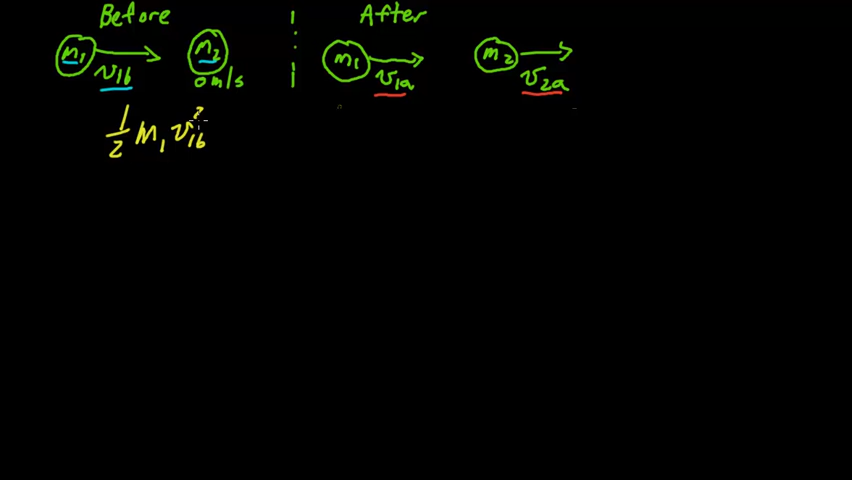 Before After
m₁ m₂ m₁ m₂
v₁b 0 m/s v₁a v₂a
½ m₁ v₁b²